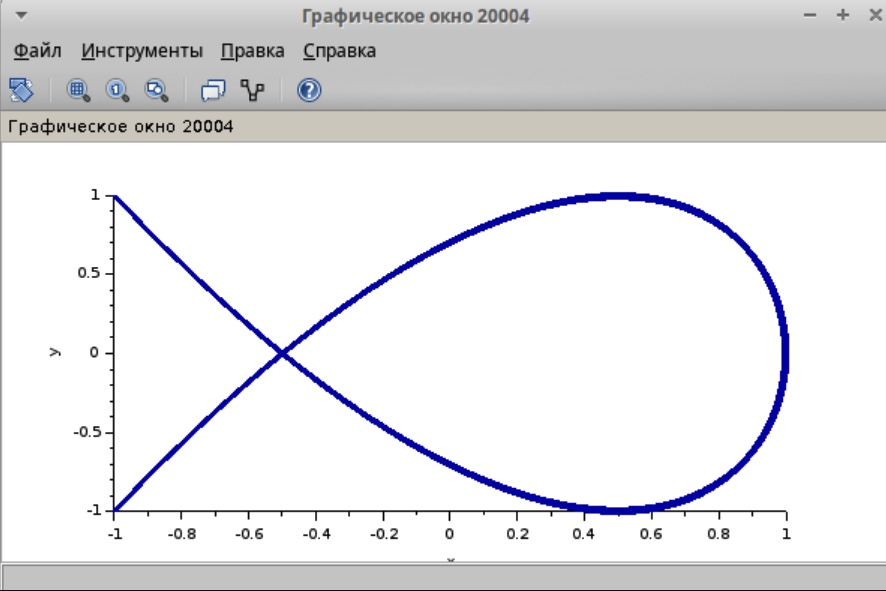 Графическое окно 20004
Файл Инструменты Правка Справка
Графическое окно 20004
1
0.5
y
0
-0.5
-1
-1 -0.8 -0.6 -0.4 -0.2 0 0.2 0.4 0.6 0.8 1